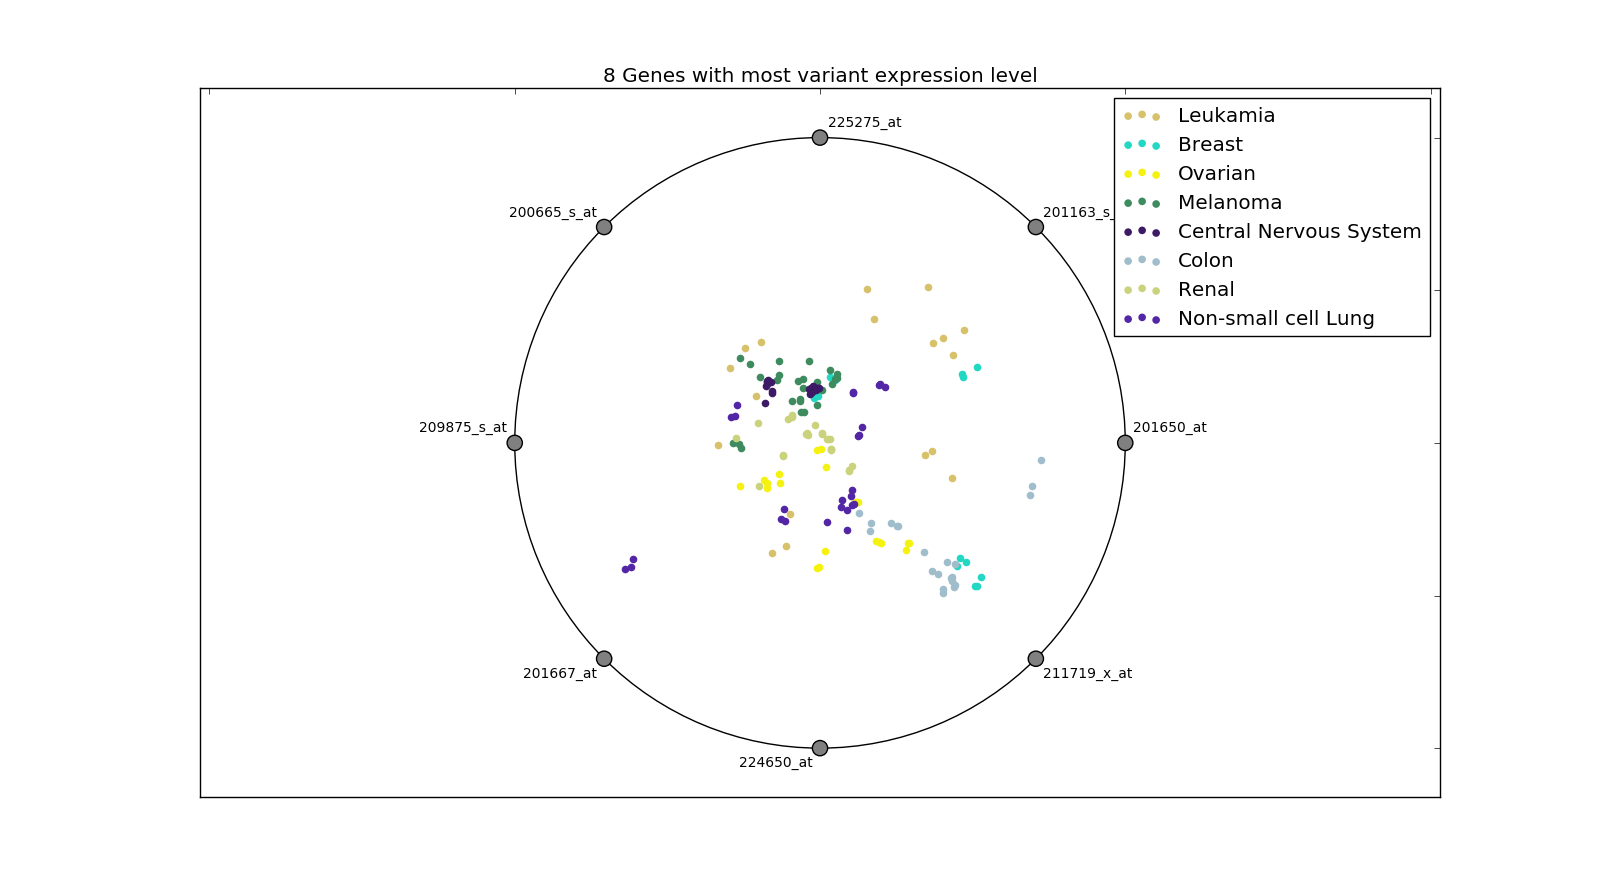 8 Genes with most variant expression level
225275_at
200665_s_at
201163_s_
209875_s_at
201650_at
201667_at
211719_x_at
224650_at
Leukamia
Breast
Ovarian
Melanoma
Central Nervous System
Colon
Renal
Non-small cell Lung